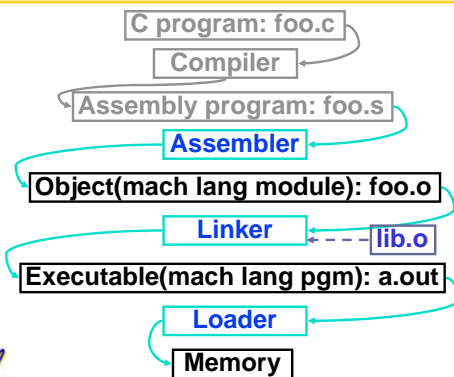 C program: foo.c
Compiler
Assembly program: foo.s
Assembler
Object(mach lang module): foo.o
Linker
lib.o
Executable(mach lang pgm): a.out
Loader
Memory